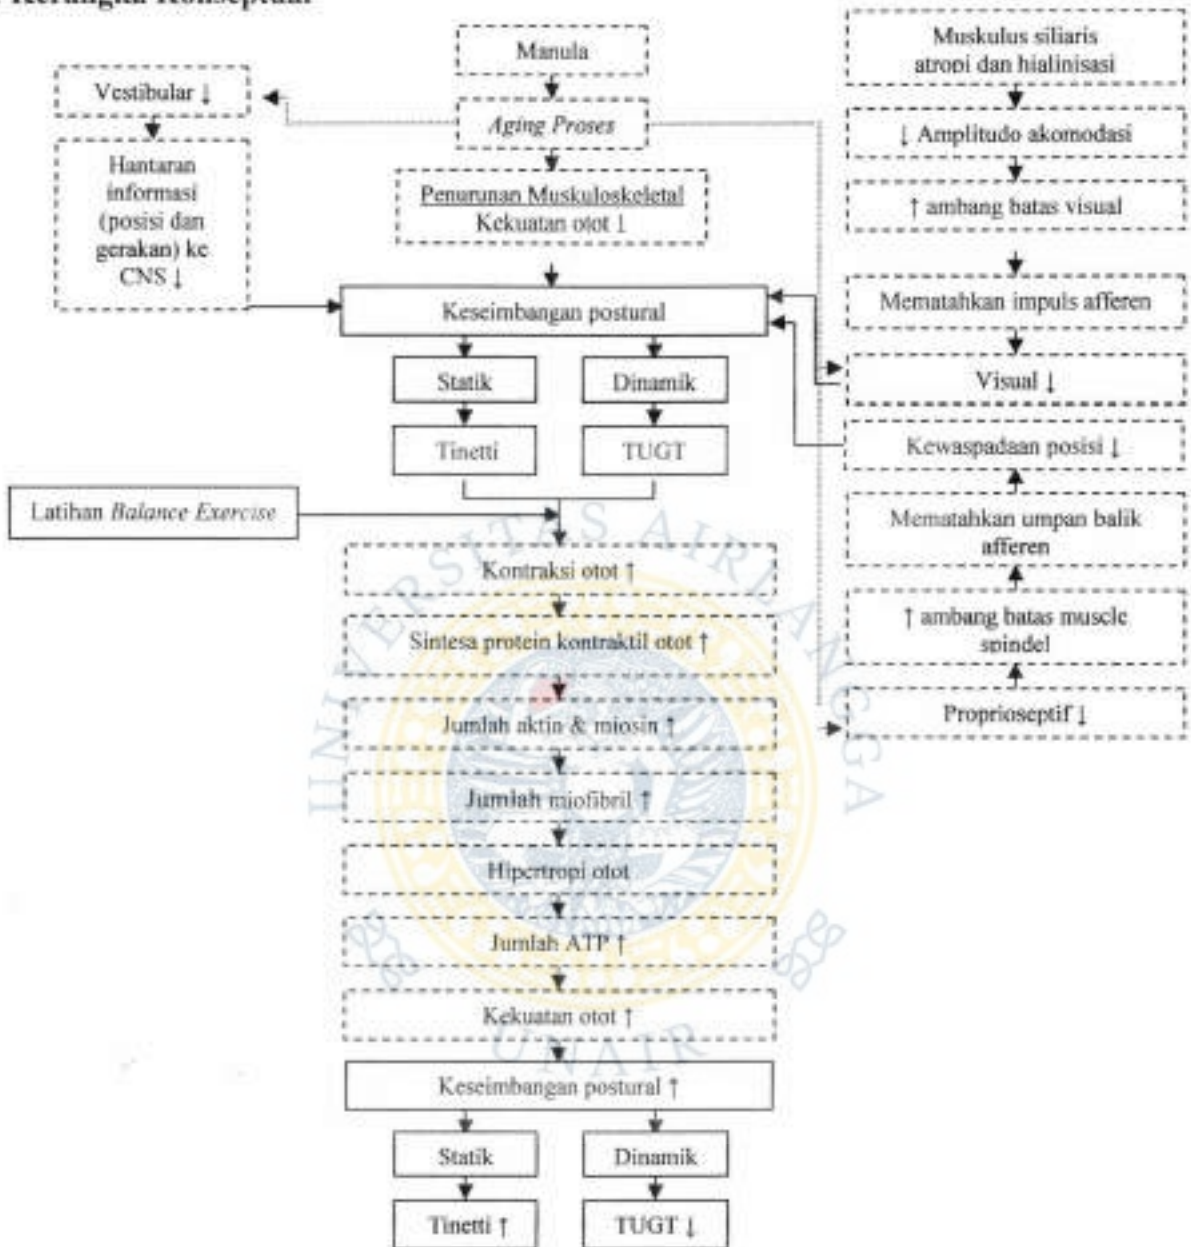 Kerangka Konseptual
Manula
Aging Proses
Penurunan Muskuloskeletal
Kekuatan otot ↓
Vestibular ↓
Hantaran
informasi
(posisi dan
gerakan) ke
CNS ↓
Muskulus siliaris
atropi dan hialinisasi
↓ Amplitudo akomodasi
↑ ambang batas visual
Mematahkan impuls afferen
Visual ↓
Kewaspadaan posisi ↓
Mematahkan umpan balik
afferen
↑ ambang batas muscle
spindel
Proprioseptif ↓
Keseimbangan postural
Statik
Dinamik
Tinetti
TUGT
Latihan Balance Exercise
Kontraksi otot ↑
Sintesa protein kontraktil otot ↑
Jumlah aktin & miosin ↑
Jumlah miofibril ↑
Hipertropi otot
Jumlah ATP ↑
Kekuatan otot ↑
Keseimbangan postural ↑
Statik
Dinamik
Tinetti ↑
TUGT ↓
UNIVERSITAS AIRLANGGA
UNAIR